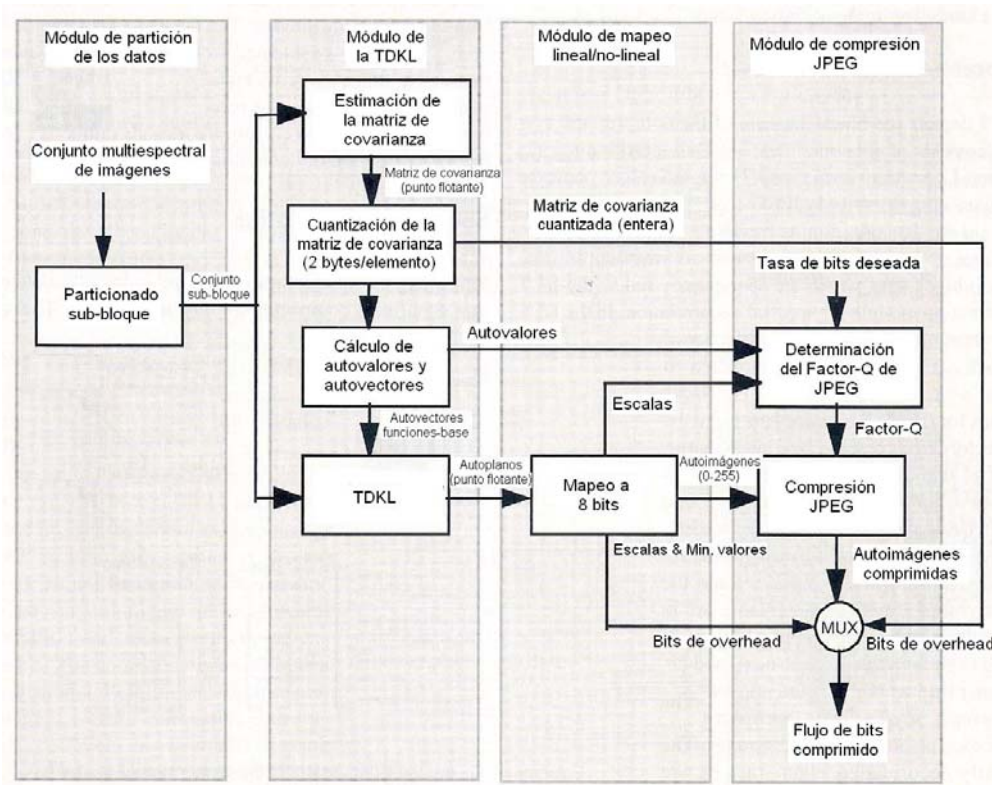 Módulo de partición
de los datos
Módulo de
la TDKL
Módulo de mapeo
lineal/no-lineal
Módulo de compresión
JPEG
Estimación de
la matriz de
covarianza
Conjunto multiespectral
de imágenes
Matriz de covarianza
(punto flotante)
Cuantización de la
matriz de covarianza
(2 bytes/elemento)
Matriz de covarianza
cuantizada (entera)
Tasa de bits deseada
Particionado
sub-bloque
Conjunto
sub-bloque
Cálculo de
autovalores y
autovectores
Autovalores
Determinación
del Factor-Q de
JPEG
Escalas
Autovectores
funciones-base
Factor-Q
TDKL
Autoplanos
(punto flotante)
Mapeo a
8 bits
Autoimágenes
(0-255)
Compresión
JPEG
Escalas & Min. valores
Autoimágenes
comprimidas
MUX
Bits de overhead
Bits de overhead
Flujo de bits
comprimido